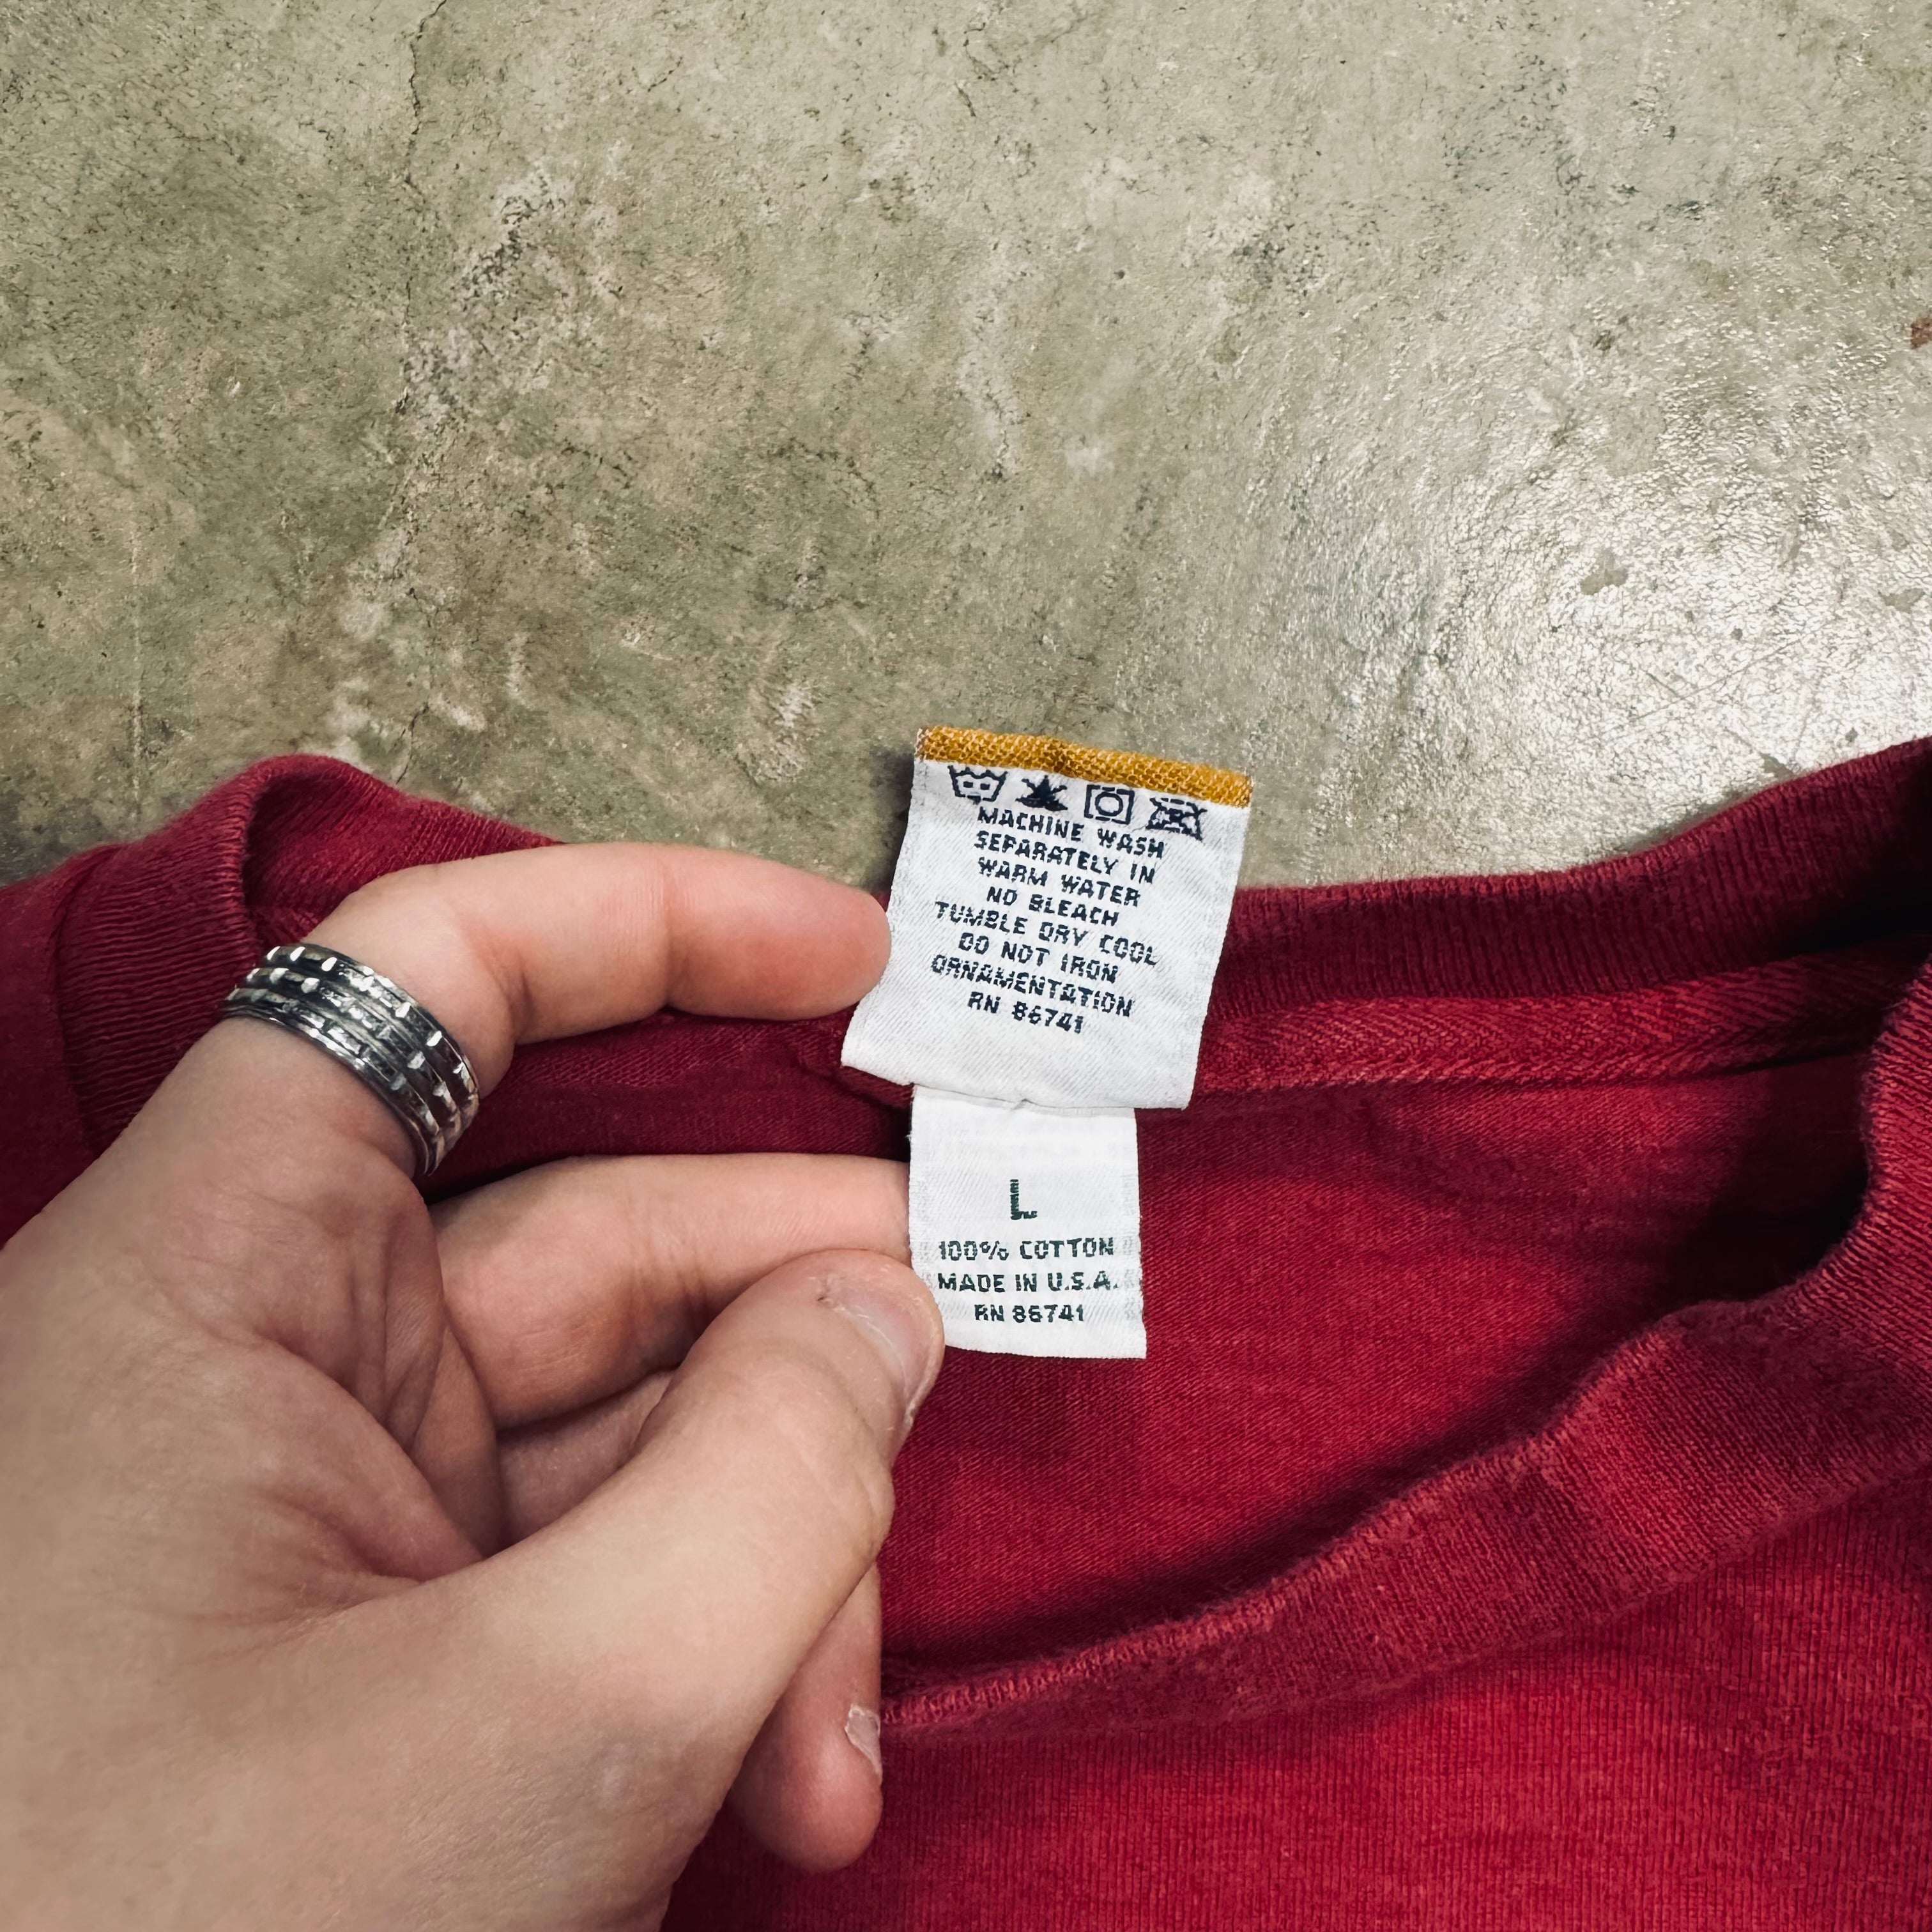 MACHINE WASH
SEPARATELY IN
WARM WATER
NO BLEACH
TUMBLE DRY COOL
DO NOT IRON
ORNAMENTATION
RN 86741
L
100% COTTON
MADE IN U.S.A.
RN 86741